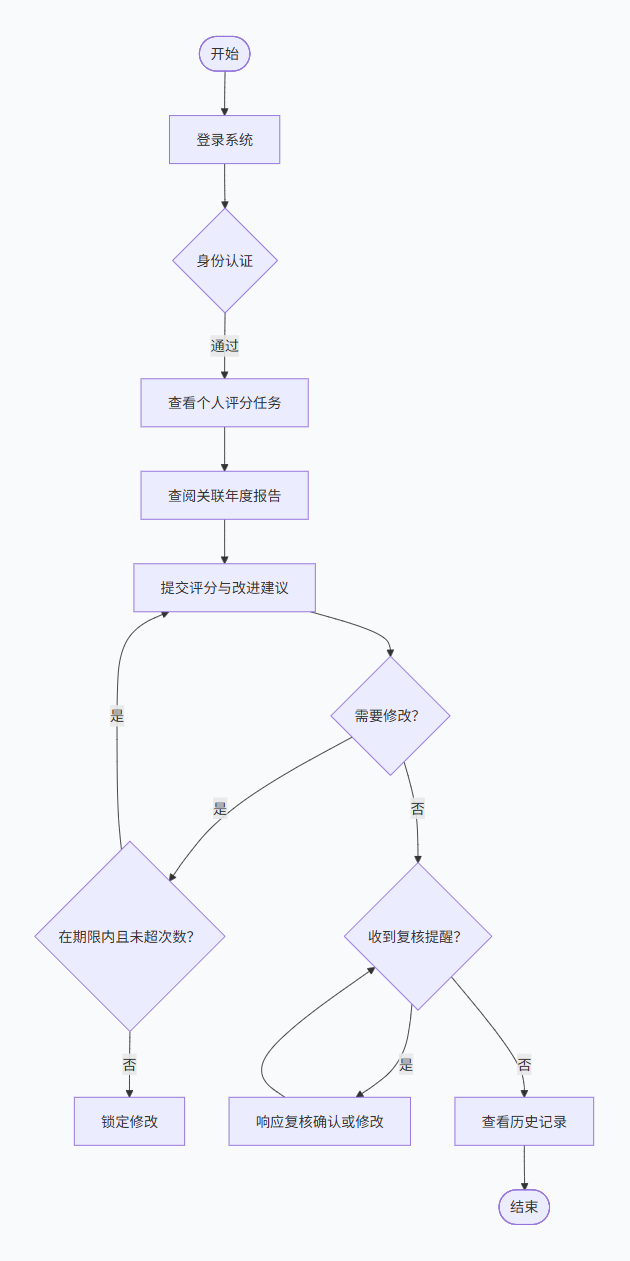 开始
登录系统
身份认证
通过
查看个人评分任务
查阅关联年度报告
提交评分与改进建议
是
需要修改?
是
否
在期限内且未超次数?
收到复核提醒?
否
是
否
锁定修改
响应复核确认或修改
查看历史记录
结束